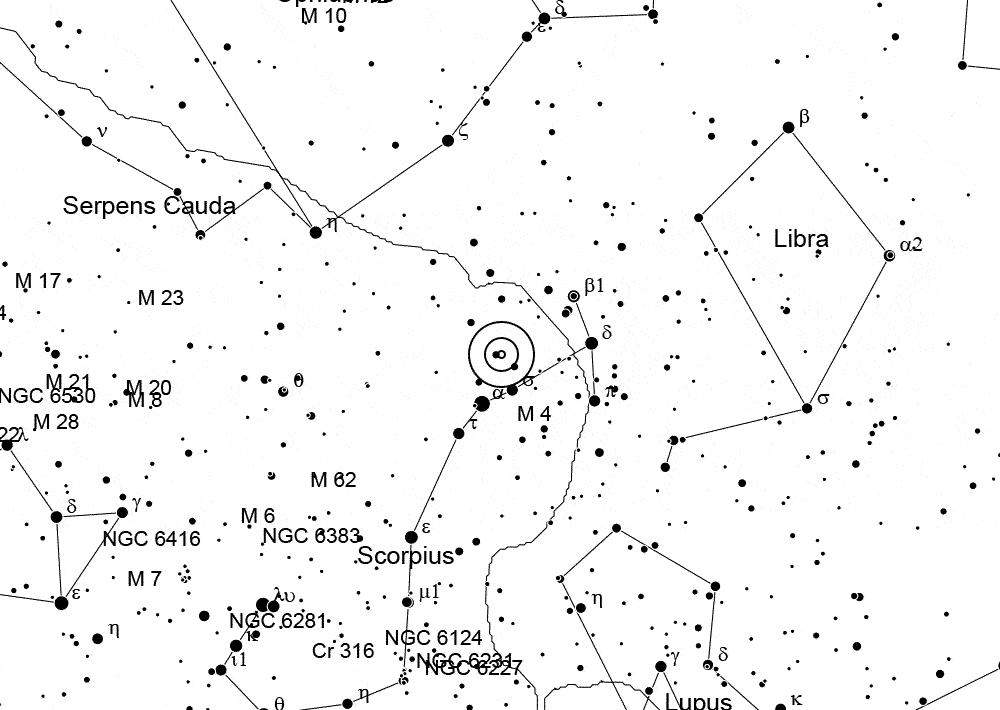 M 10
δ
ε
ν
ζ
β
Serpens Cauda
η
Libra
α2
M 17
M 23
β1
δ
M 21
M 20
θ
NGC 6530
M 8
α
σ
π
σ
M 28
M 4
τ
λ
M 62
δ
γ
M 6
NGC 6383
ε
NGC 6416
Scorpius
M 7
ε
λυ
μ1
η
η
NGC 6281
κ
NGC 6124
Cr 316
ι1
NGC 6231
NGC 6227
γ
δ
θ
η
Lupus
κ